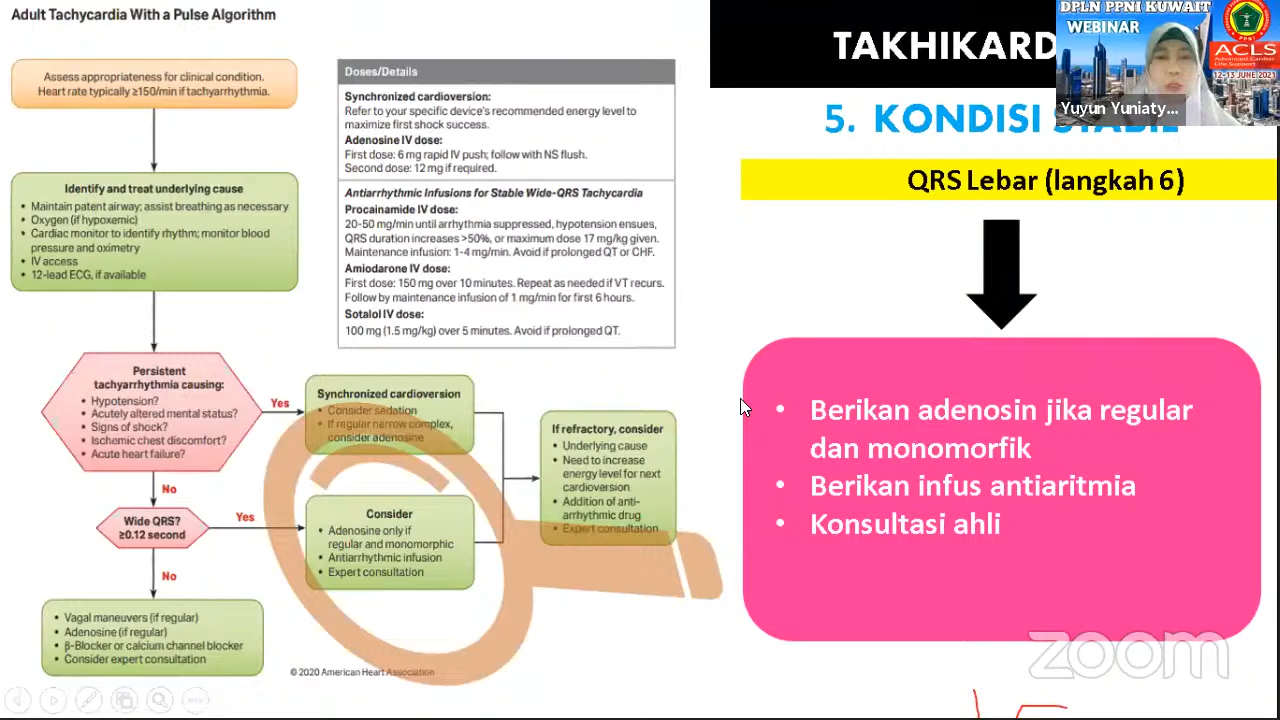 Adult Tachycardia With a Pulse Algorithm
Assess appropriateness for clinical condition.
Heart rate typically ≥150/min if tachyarrhythmia.
Identify and treat underlying cause
• Maintain patent airway; assist breathing as necessary
• Oxygen (if hypoxemic)
• Cardiac monitor to identify rhythm; monitor blood
pressure and oximetry
• IV access
• 12-lead ECG, if available
Persistent
tachyarrhythmia causing:
• Hypotension?
• Acutely altered mental status?
• Signs of shock?
• Ischemic chest discomfort?
• Acute heart failure?
Yes
No
Wide QRS?
≥0.12 second
Yes
No
• Vagal maneuvers (if regular)
• Adenosine (if regular)
• β-Blocker or calcium channel blocker
• Consider expert consultation
Doses/Details
Synchronized cardioversion:
Refer to your specific device's recommended energy level to
maximize first shock success.
Adenosine IV dose:
First dose: 6 mg rapid IV push; follow with NS flush.
Second dose: 12 mg if required.
Antiarrhythmic Infusions for Stable Wide-QRS Tachycardia
Procainamide IV dose:
20-50 mg/min until arrhythmia suppressed, hypotension ensues,
QRS duration increases >50%, or maximum dose 17 mg/kg given.
Maintenance infusion: 1-4 mg/min. Avoid if prolonged QT or CHF.
Amiodarone IV dose:
First dose: 150 mg over 10 minutes. Repeat as needed if VT recurs.
Follow by maintenance infusion of 1 mg/min for first 6 hours.
Sotalol IV dose:
100 mg (1.5 mg/kg) over 5 minutes. Avoid if prolonged QT.
Synchronized cardioversion
• Consider sedation
• If regular narrow complex,
consider adenosine
Consider
• Adenosine only if
regular and monomorphic
• Antiarrhythmic infusion
• Expert consultation
If refractory, consider
• Underlying cause
• Need to increase
energy level for next
cardioversion
• Addition of anti-
arrhythmic drug
• Expert consultation
© 2020 American Heart Association
TAKHIKARD
5. KONDISI STABIL
QRS Lebar (langkah 6)
• Berikan adenosin jika regular
dan monomorfik
• Berikan infus antiaritmia
• Konsultasi ahli
DPLN PPNI KUWAIT
WEBINAR
ACLS
Advanced Cardiac
Life Support
12-13 JUNE 2021
Yuyun Yuniaty...
zoom